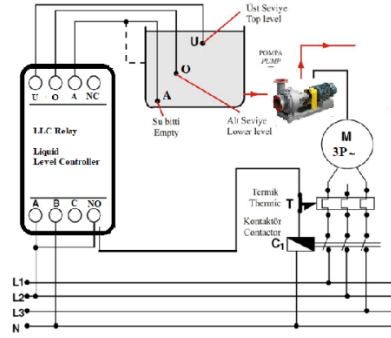 Üst Seviye
Top level
U
POMPA
PUMP
O
A
U O A NC
Su bitti
Empty
Alt Seviye
Lower level
LLC Relay
Liquid
Level Controller
M
3P~
A B C NO
Termik
Thermic
T
Kontaktör
Contactor
C1
L1
L2
L3
N